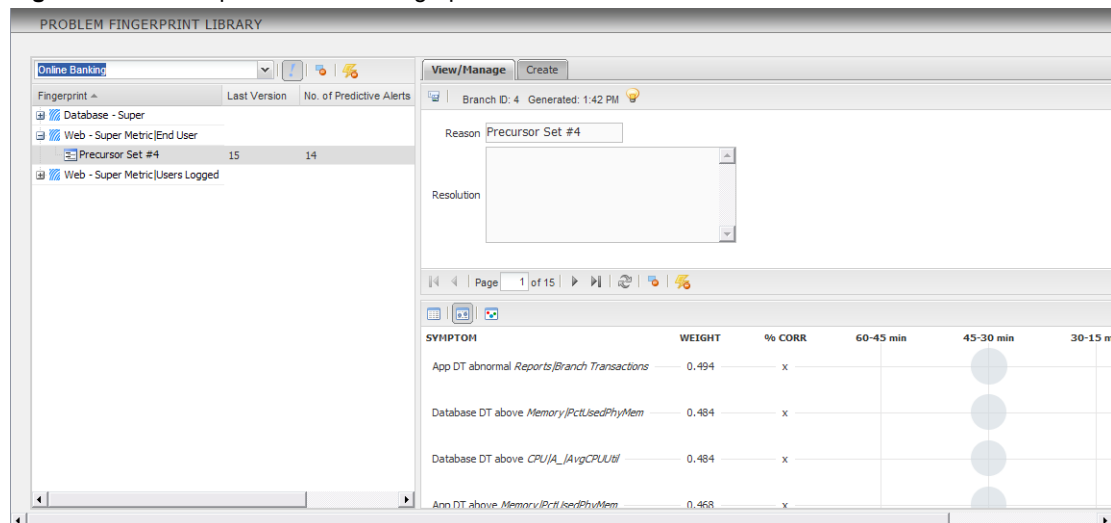 PROBLEM FINGERPRINT LIBRARY
Online Banking
Fingerprint Last Version No. of Predictive Alerts
Database - Super
Web - Super Metric|End User
Precursor Set #4 15 14
Web - Super Metric|Users Logged
View/Manage Create
Branch ID: 4 Generated: 1:42 PM
Reason Precursor Set #4
Resolution
Page 1 of 15
SYMPTOM WEIGHT % CORR 60-45 min 45-30 min 30-15 m
App DT abnormal Reports|Branch Transactions 0.494 x
Database DT above Memory|PctUsedPhyMem 0.484 x
Database DT above CPU|A_|AvgCPUUtil 0.484 x
App DT above Memory|PctUsedPhyMem 0.468 x